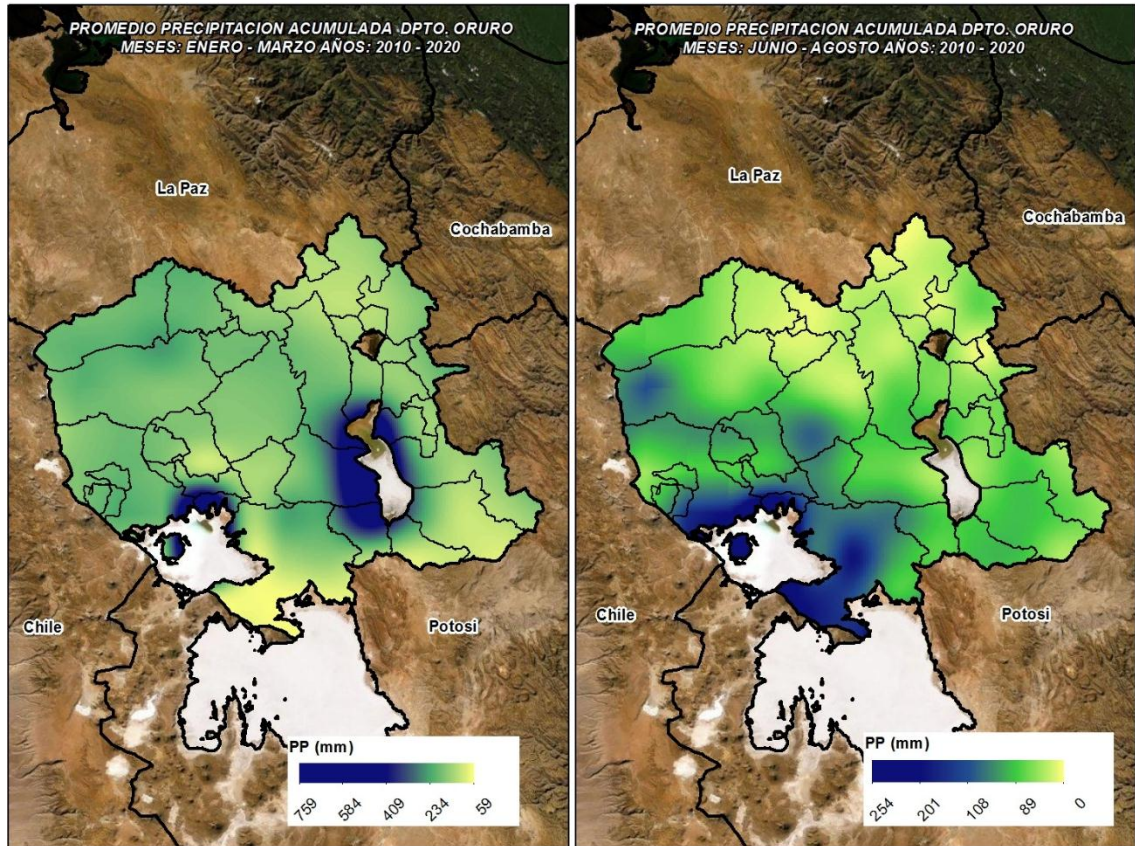 PROMEDIO PRECIPITACION ACUMULADA DPTO. ORURO
MESES: ENERO - MARZO AÑOS: 2010 - 2020
La Paz
Cochabamba
Chile
Potosi
PP (mm)
759 584 409 234 59
PROMEDIO PRECIPITACION ACUMULADA DPTO. ORURO
MESES: JUNIO - AGOSTO AÑOS: 2010 - 2020
La Paz
Cochabamba
Chile
Potosi
PP (mm)
254 201 108 89 0